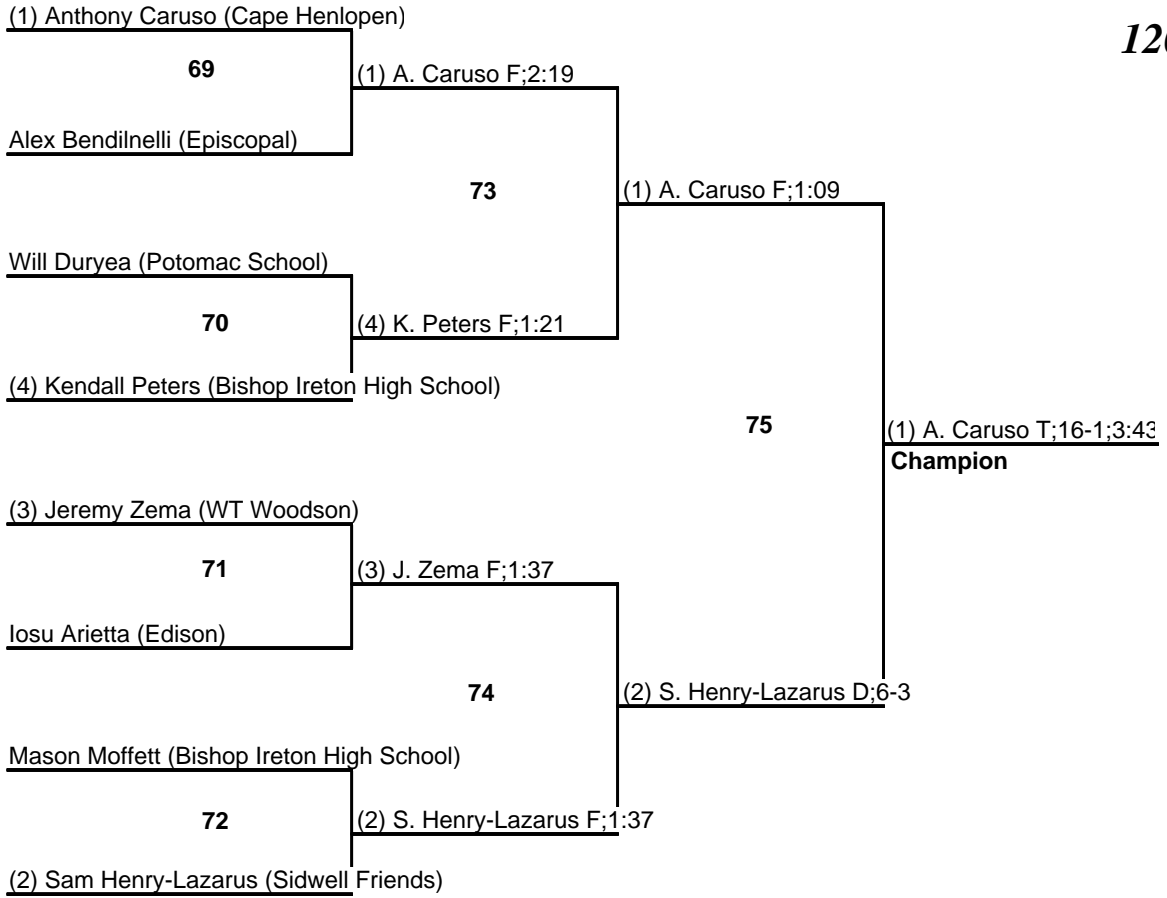 (1) Anthony Caruso (Cape Henlopen)
69
(1) A. Caruso F;2:19
Alex Bendilnelli (Episcopal)
73
(1) A. Caruso F;1:09
Will Duryea (Potomac School)
70
(4) K. Peters F;1:21
(4) Kendall Peters (Bishop Ireton High School)
75
(1) A. Caruso T;16-1;3:43
Champion
(3) Jeremy Zema (WT Woodson)
71
(3) J. Zema F;1:37
Iosu Arietta (Edison)
74
(2) S. Henry-Lazarus D;6-3
Mason Moffett (Bishop Ireton High School)
72
(2) S. Henry-Lazarus F;1:37
(2) Sam Henry-Lazarus (Sidwell Friends)